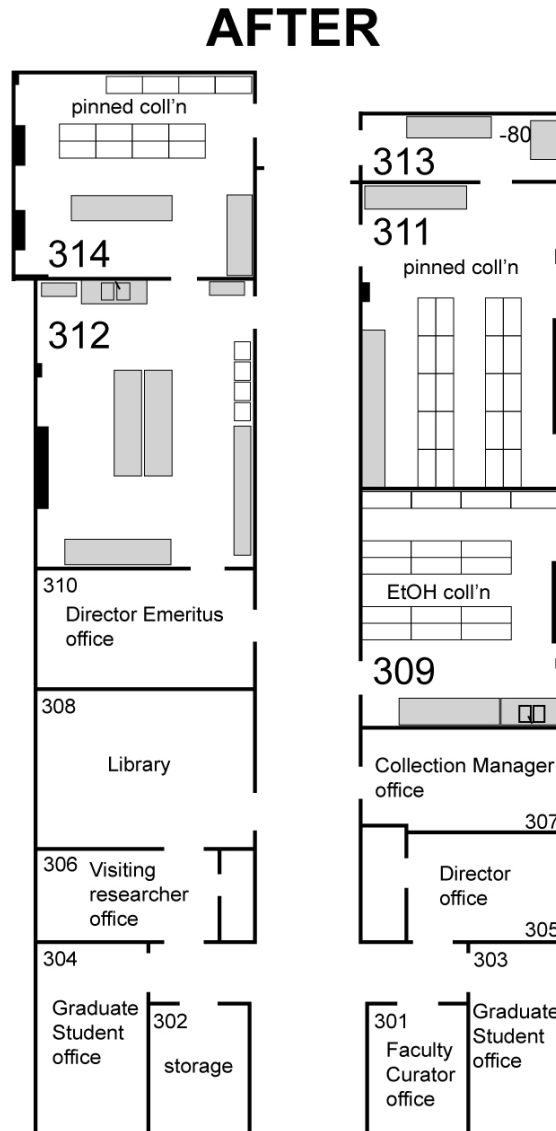 AFTER
pinned coll'n
314
312
310
Director Emeritus
office
308
Library
306
Visiting
researcher
office
304
Graduate
Student
office
302
storage
-80
313
311
pinned coll'n
EtOH coll'n
309
Collection Manager
office
307
Director
office
305
303
301
Faculty
Curator
office
Graduate
Student
office